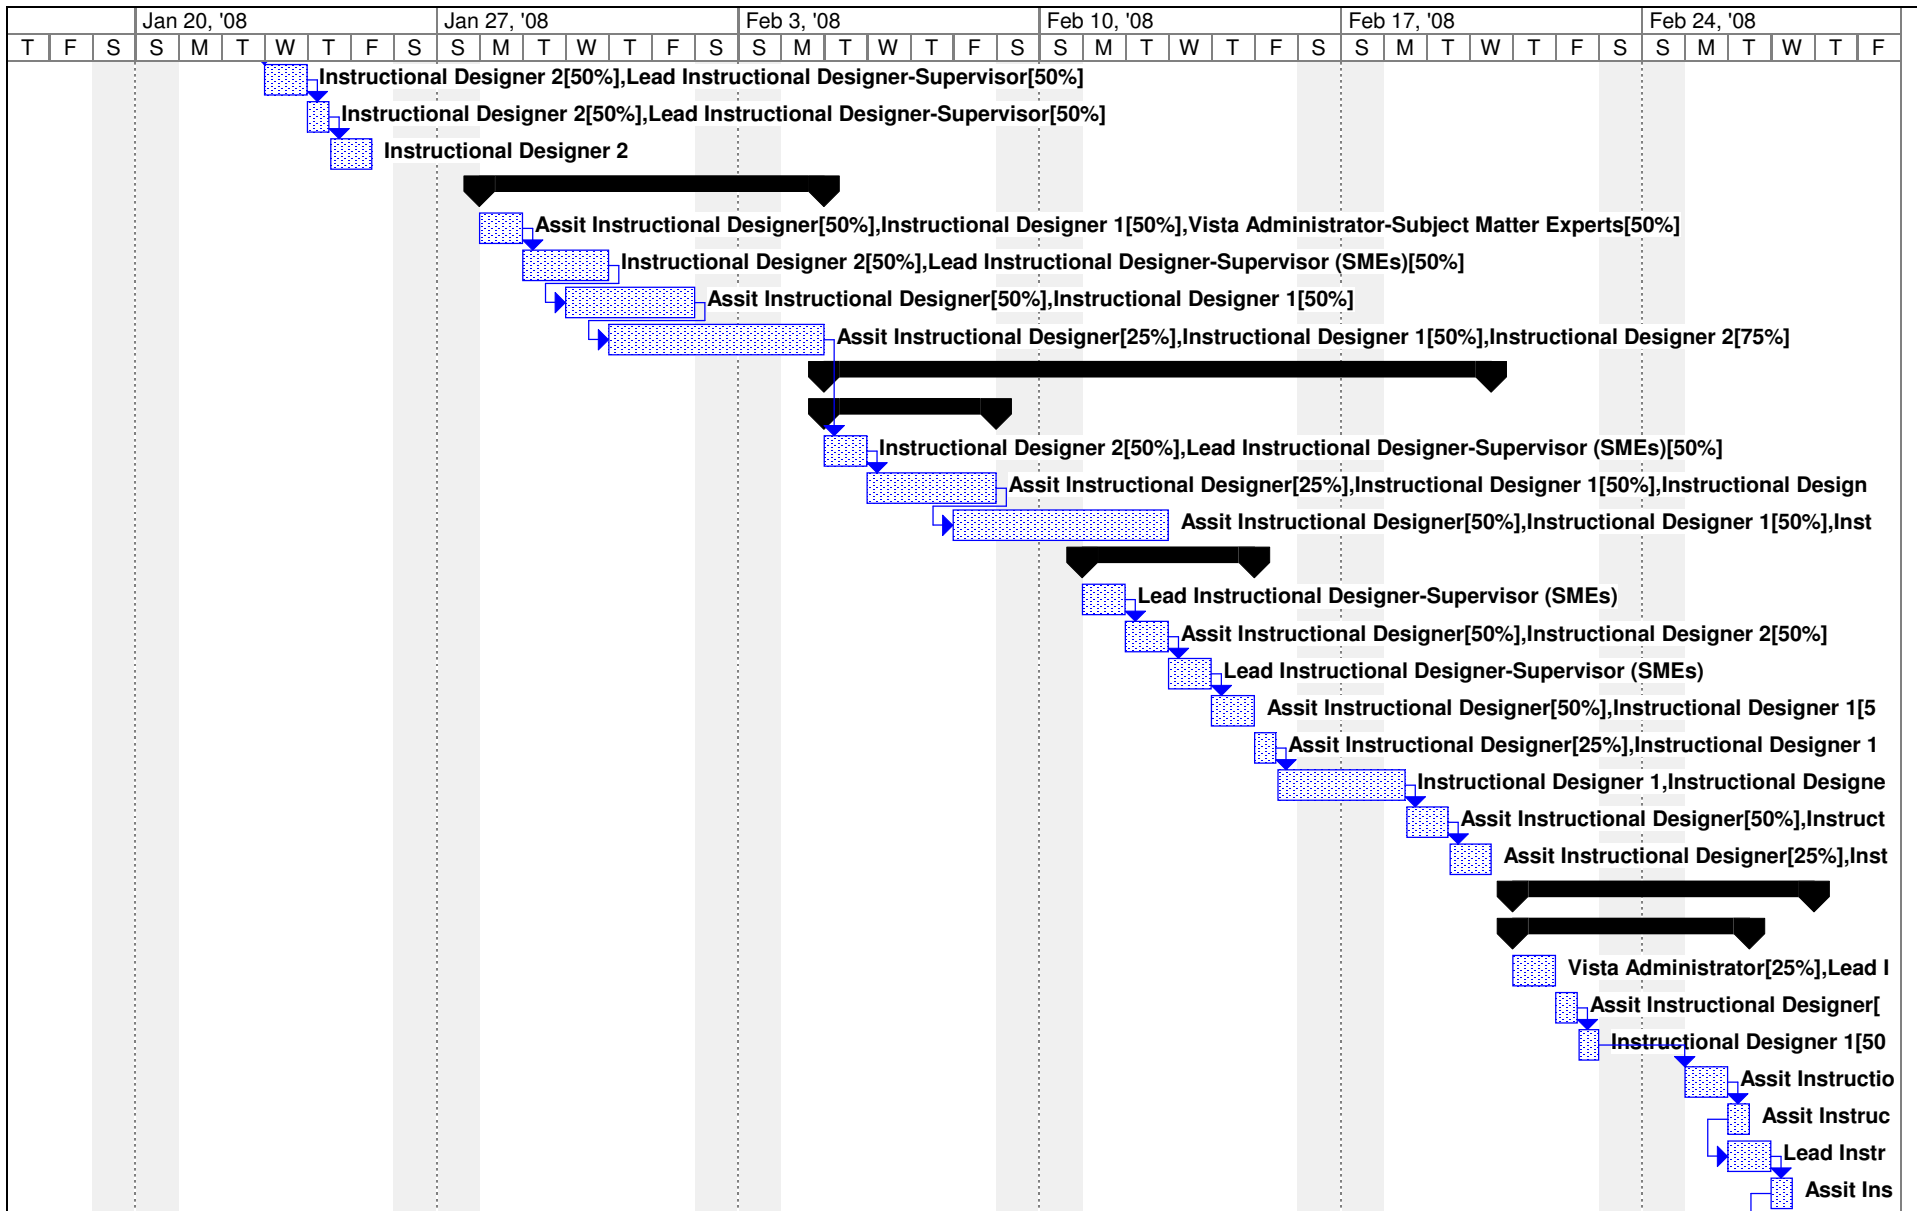 Jan 20, '08 Jan 27, '08 Feb 3, '08 Feb 10, '08 Feb 17, '08 Feb 24, '08
T F S S M T W T F S S M T W T F S S M T W T F S S M T W T F S S M T W T F S S M T W T F
Instructional Designer 2[50%],Lead Instructional Designer-Supervisor[50%]
Instructional Designer 2[50%],Lead Instructional Designer-Supervisor[50%]
Instructional Designer 2
Assit Instructional Designer[50%],Instructional Designer 1[50%],Vista Administrator-Subject Matter Experts[50%]
Instructional Designer 2[50%],Lead Instructional Designer-Supervisor (SMEs)[50%]
Assit Instructional Designer[50%],Instructional Designer 1[50%]
Assit Instructional Designer[25%],Instructional Designer 1[50%],Instructional Designer 2[75%]
Instructional Designer 2[50%],Lead Instructional Designer-Supervisor (SMEs)[50%]
Assit Instructional Designer[25%],Instructional Designer 1[50%],Instructional Design
Assit Instructional Designer[50%],Instructional Designer 1[50%],Inst
Lead Instructional Designer-Supervisor (SMEs)
Assit Instructional Designer[50%],Instructional Designer 2[50%]
Lead Instructional Designer-Supervisor (SMEs)
Assit Instructional Designer[50%],Instructional Designer 1[5
Assit Instructional Designer[25%],Instructional Designer 1
Instructional Designer 1,Instructional Designe
Assit Instructional Designer[50%],Instruct
Assit Instructional Designer[25%],Inst
Vista Administrator[25%],Lead I
Assit Instructional Designer[
Instructional Designer 1[50
Assit Instructio
Assit Instruc
Lead Instr
Assit Ins